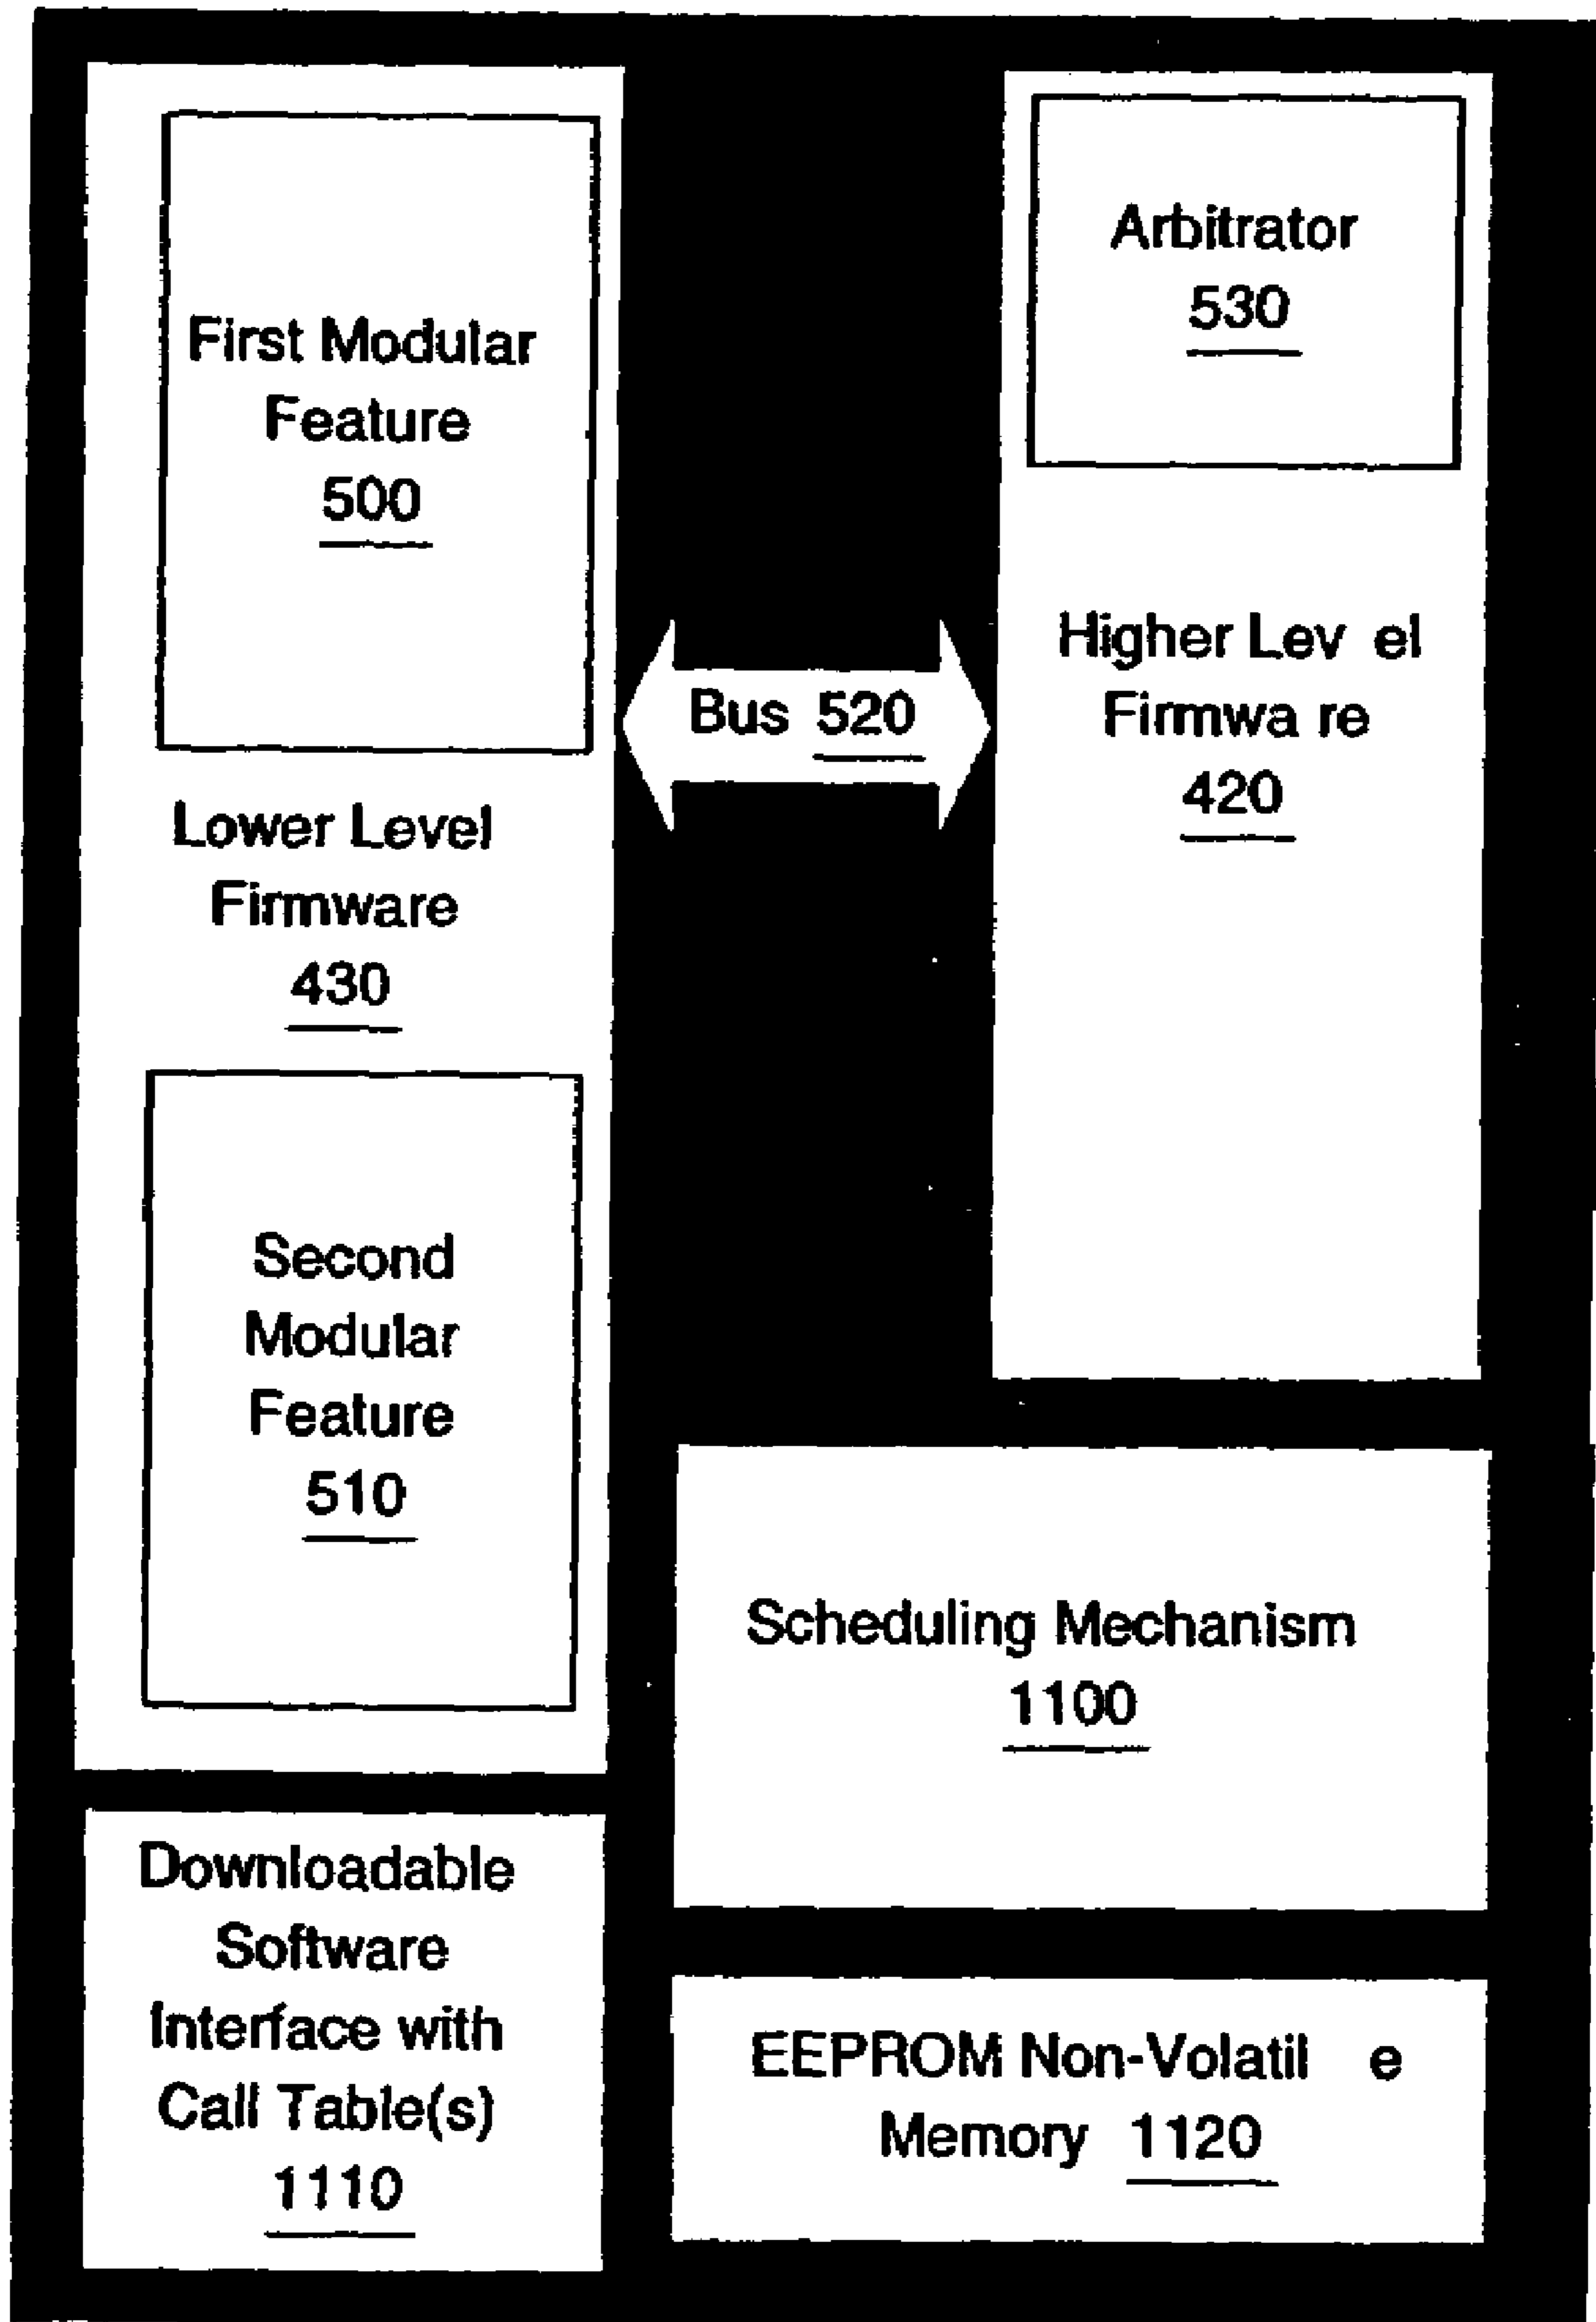 First Modular
Feature
500
Lower Level
Firmware
430
Second
Modular
Feature
510
Downloadable
Software
Interface with
Call Table(s)
1110
Bus 520
Arbitrator
530
Higher Lev el
Firmwa re
420
Scheduling Mechanism
1100
EEPROM Non-Volatil e
Memory 1120